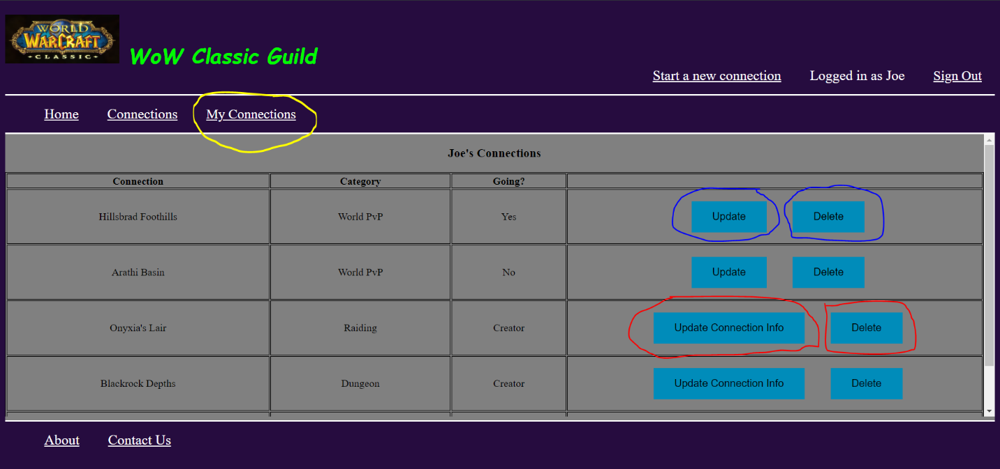 WORLD
WARCRAFT
CLASSIC
WoW Classic Guild
Start a new connection Logged in as Joe Sign Out
Home Connections My Connections
Joe's Connections
Connection Category Going?
Hillsbrad Foothills World PvP Yes Update Delete
Arathi Basin World PvP No Update Delete
Onyxia's Lair Raiding Creator Update Connection Info Delete
Blackrock Depths Dungeon Creator Update Connection Info Delete
About Contact Us